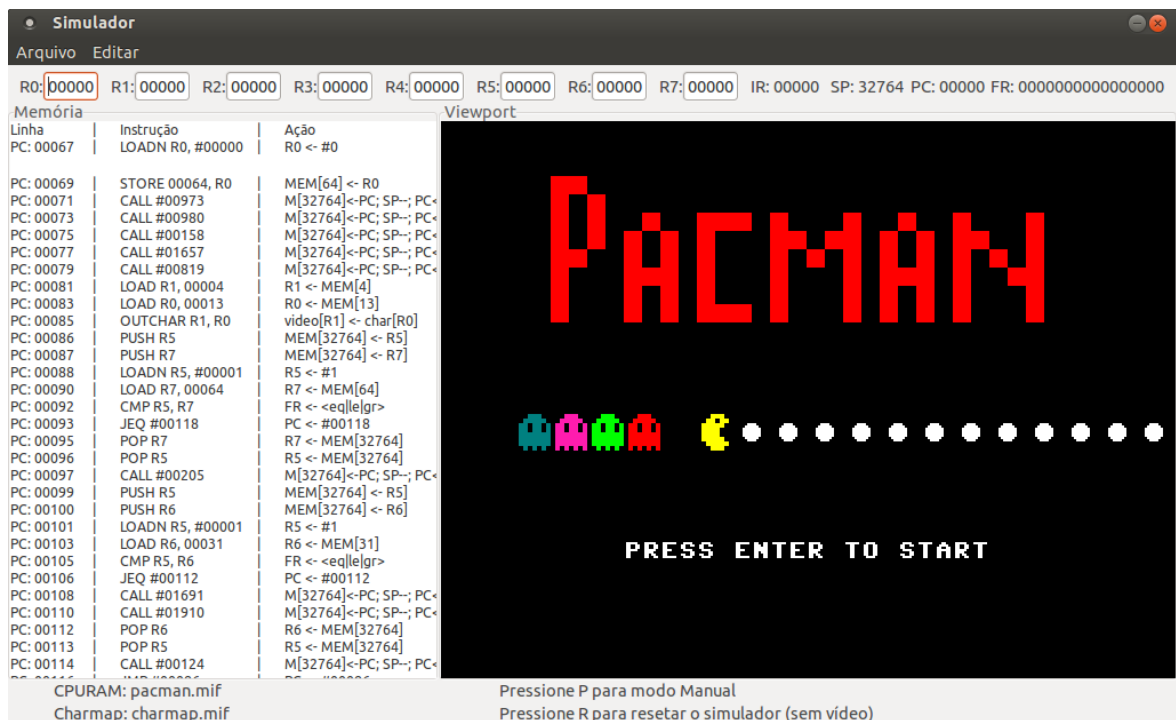 Simulador
Arquivo Editar
R0: 00000 R1: 00000 R2: 00000 R3: 00000 R4: 00000 R5: 00000 R6: 00000 R7: 00000 IR: 00000 SP: 32764 PC: 00000 FR: 0000000000000000
Memória
Linha | Instrução | Ação
PC: 00067 | LOADN R0, #00000 | R0 <- #0
PC: 00069 | STORE 00064, R0 | MEM[64] <- R0
PC: 00071 | CALL #00973 | M[32764]<-PC; SP--; PC<
PC: 00073 | CALL #00980 | M[32764]<-PC; SP--; PC<
PC: 00075 | CALL #00158 | M[32764]<-PC; SP--; PC<
PC: 00077 | CALL #01657 | M[32764]<-PC; SP--; PC<
PC: 00079 | CALL #00819 | M[32764]<-PC; SP--; PC<
PC: 00081 | LOAD R1, 00004 | R1 <- MEM[4]
PC: 00083 | LOAD R0, 00013 | R0 <- MEM[13]
PC: 00085 | OUTCHAR R1, R0 | video[R1] <- char[R0]
PC: 00086 | PUSH R5 | MEM[32764] <- R5]
PC: 00087 | PUSH R7 | MEM[32764] <- R7]
PC: 00088 | LOADN R5, #00001 | R5 <- #1
PC: 00090 | LOAD R7, 00064 | R7 <- MEM[64]
PC: 00092 | CMP R5, R7 | FR <- <eq|le|gr>
PC: 00093 | JEQ #00118 | PC <- #00118
PC: 00095 | POP R7 | R7 <- MEM[32764]
PC: 00096 | POP R5 | R5 <- MEM[32764]
PC: 00097 | CALL #00205 | M[32764]<-PC; SP--; PC<
PC: 00099 | PUSH R5 | MEM[32764] <- R5]
PC: 00100 | PUSH R6 | MEM[32764] <- R6]
PC: 00101 | LOADN R5, #00001 | R5 <- #1
PC: 00103 | LOAD R6, 00031 | R6 <- MEM[31]
PC: 00105 | CMP R5, R6 | FR <- <eq|le|gr>
PC: 00106 | JEQ #00112 | PC <- #00112
PC: 00108 | CALL #01691 | M[32764]<-PC; SP--; PC<
PC: 00110 | CALL #01910 | M[32764]<-PC; SP--; PC<
PC: 00112 | POP R6 | R6 <- MEM[32764]
PC: 00113 | POP R5 | R5 <- MEM[32764]
PC: 00114 | CALL #00124 | M[32764]<-PC; SP--; PC<
Viewport
PACMAN
PRESS ENTER TO START
CPURAM: pacman.mif
Charmap: charmap.mif
Pressione P para modo Manual
Pressione R para resetar o simulador (sem vídeo)